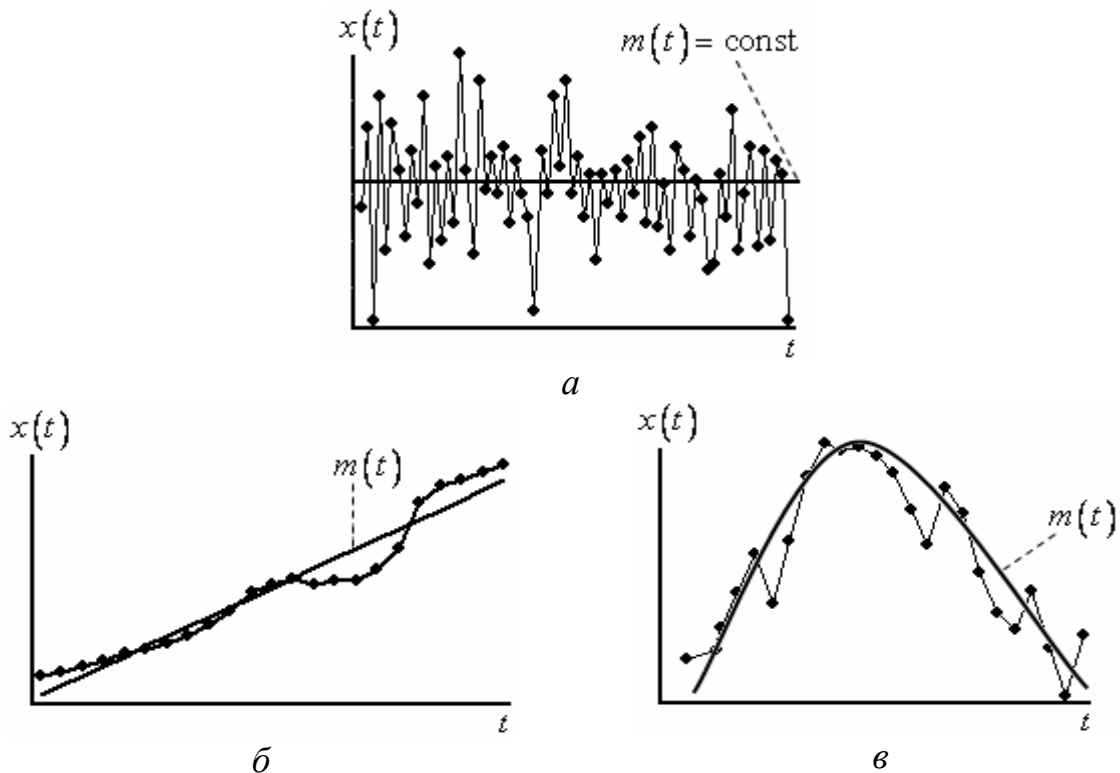 x(t)
m(t) = const
t
а
x(t)
m(t)
t
б
x(t)
m(t)
t
в